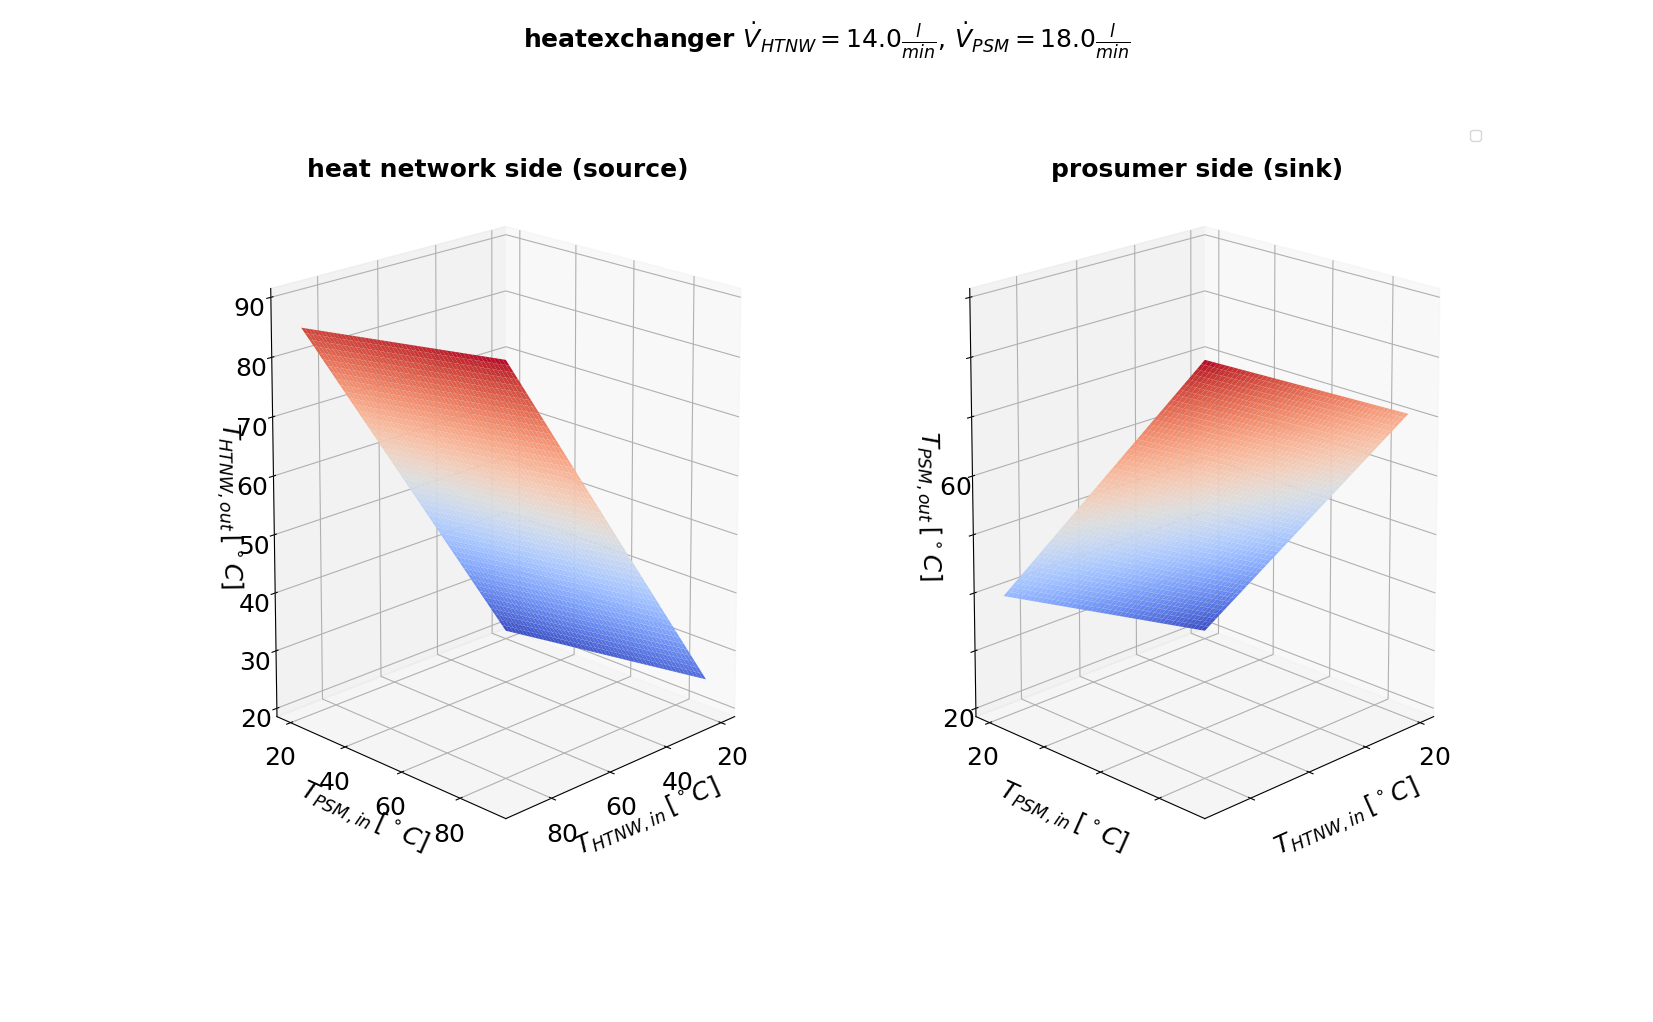 heatexchanger V̇_HTNW = 14.0 l/min, V̇_PSM = 18.0 l/min
heat network side (source)
90
80
70
60
50
40
30
20
T_HTNW,out [°C]
20
40
60
80
T_PSM,in [°C]
80
60
40
20
T_HTNW,in [°C]
prosumer side (sink)
60
20
T_PSM,out [°C]
20
T_PSM,in [°C]
20
T_HTNW,in [°C]